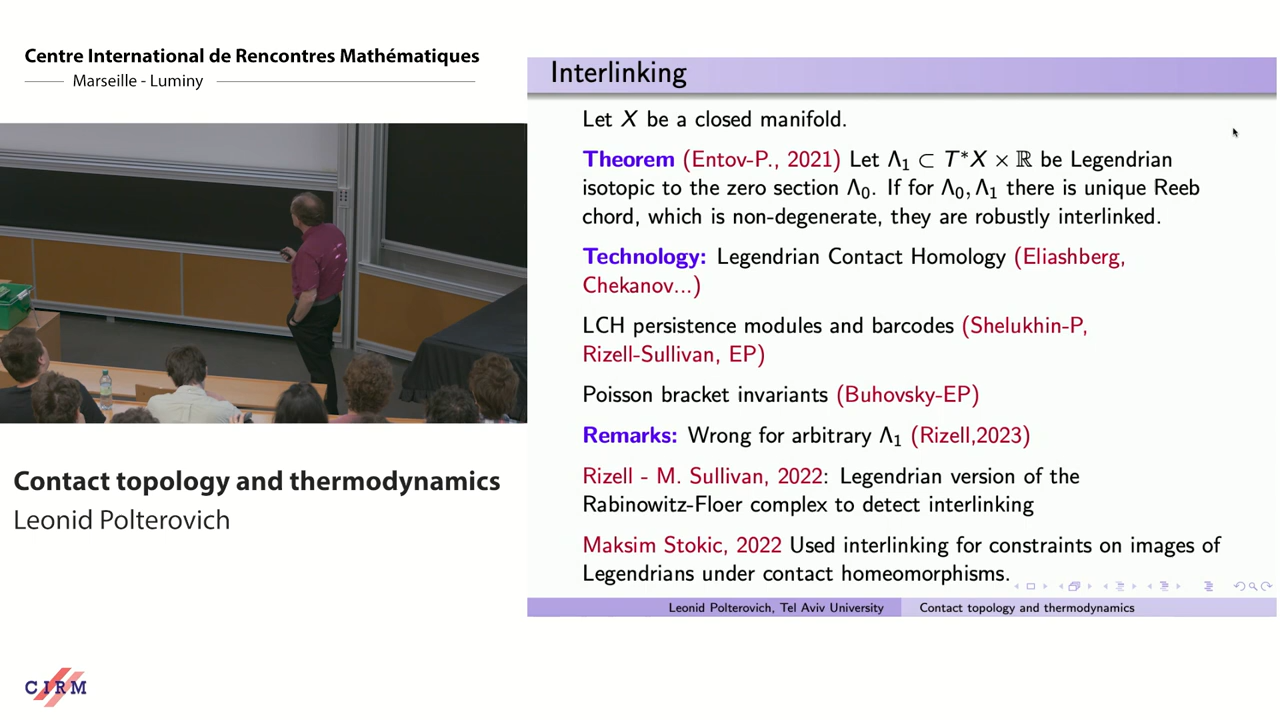 Centre International de Rencontres Mathématiques
Marseille - Luminy
Interlinking
Let X be a closed manifold.
Theorem (Entov-P., 2021) Let Λ₁ ⊂ T*X × ℝ be Legendrian
isotopic to the zero section Λ₀. If for Λ₀, Λ₁ there is unique Reeb
chord, which is non-degenerate, they are robustly interlinked.
Technology: Legendrian Contact Homology (Eliashberg,
Chekanov...)
LCH persistence modules and barcodes (Shelukhin-P,
Rizell-Sullivan, EP)
Poisson bracket invariants (Buhovsky-EP)
Remarks: Wrong for arbitrary Λ₁ (Rizell,2023)
Rizell - M. Sullivan, 2022: Legendrian version of the
Rabinowitz-Floer complex to detect interlinking
Maksim Stokic, 2022 Used interlinking for constraints on images of
Legendrians under contact homeomorphisms.
Leonid Polterovich, Tel Aviv University
Contact topology and thermodynamics
Contact topology and thermodynamics
Leonid Polterovich
CIRM